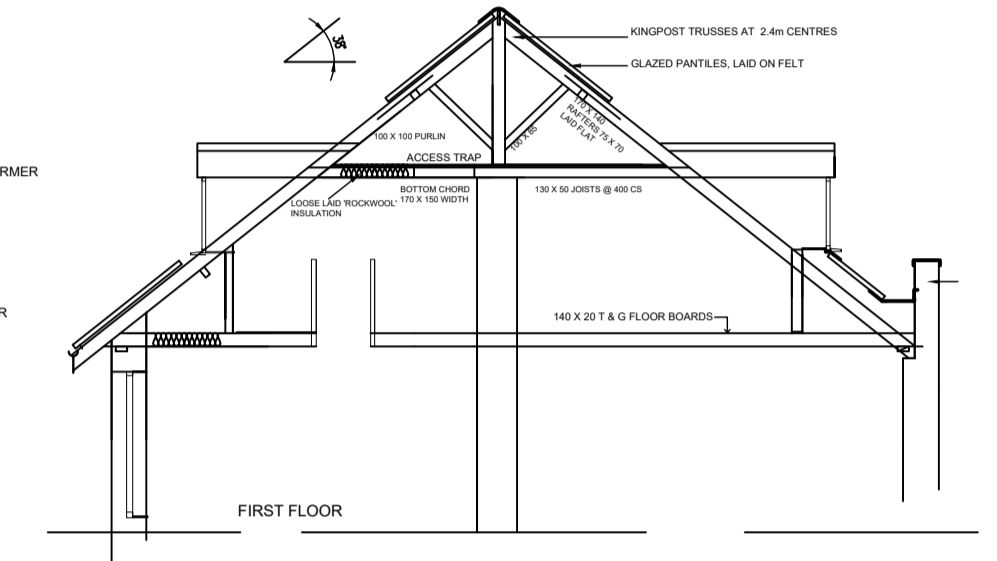 38°
KINGPOST TRUSSES AT 2.4m CENTRES
GLAZED PANTILES, LAID ON FELT
170 X 140
RAFTERS 75 X 70
LAID FLAT
100 X 100 PURLIN
100 X 65
ACCESS TRAP
RMER
BOTTOM CHORD
170 X 150 WIDTH
130 X 50 JOISTS @ 400 CS
LOOSE LAID 'ROCKWOOL'
INSULATION
R
140 X 20 T & G FLOOR BOARDS
FIRST FLOOR